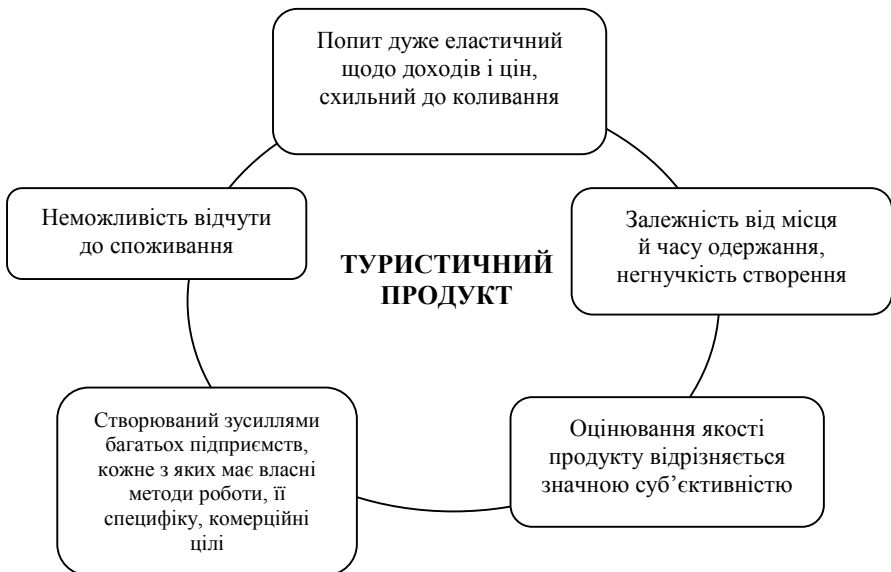 Попит дуже еластичний
щодо доходів і цін,
схильний до коливання
Неможливість відчути
до споживання
ТУРИСТИЧНИЙ
ПРОДУКТ
Залежність від місця
й часу одержання,
негнучкість створення
Створюваний зусиллями
багатьох підприємств,
кожне з яких має власні
методи роботи, її
специфіку, комерційні
цілі
Оцінювання якості
продукту відрізняється
значною суб’єктивністю